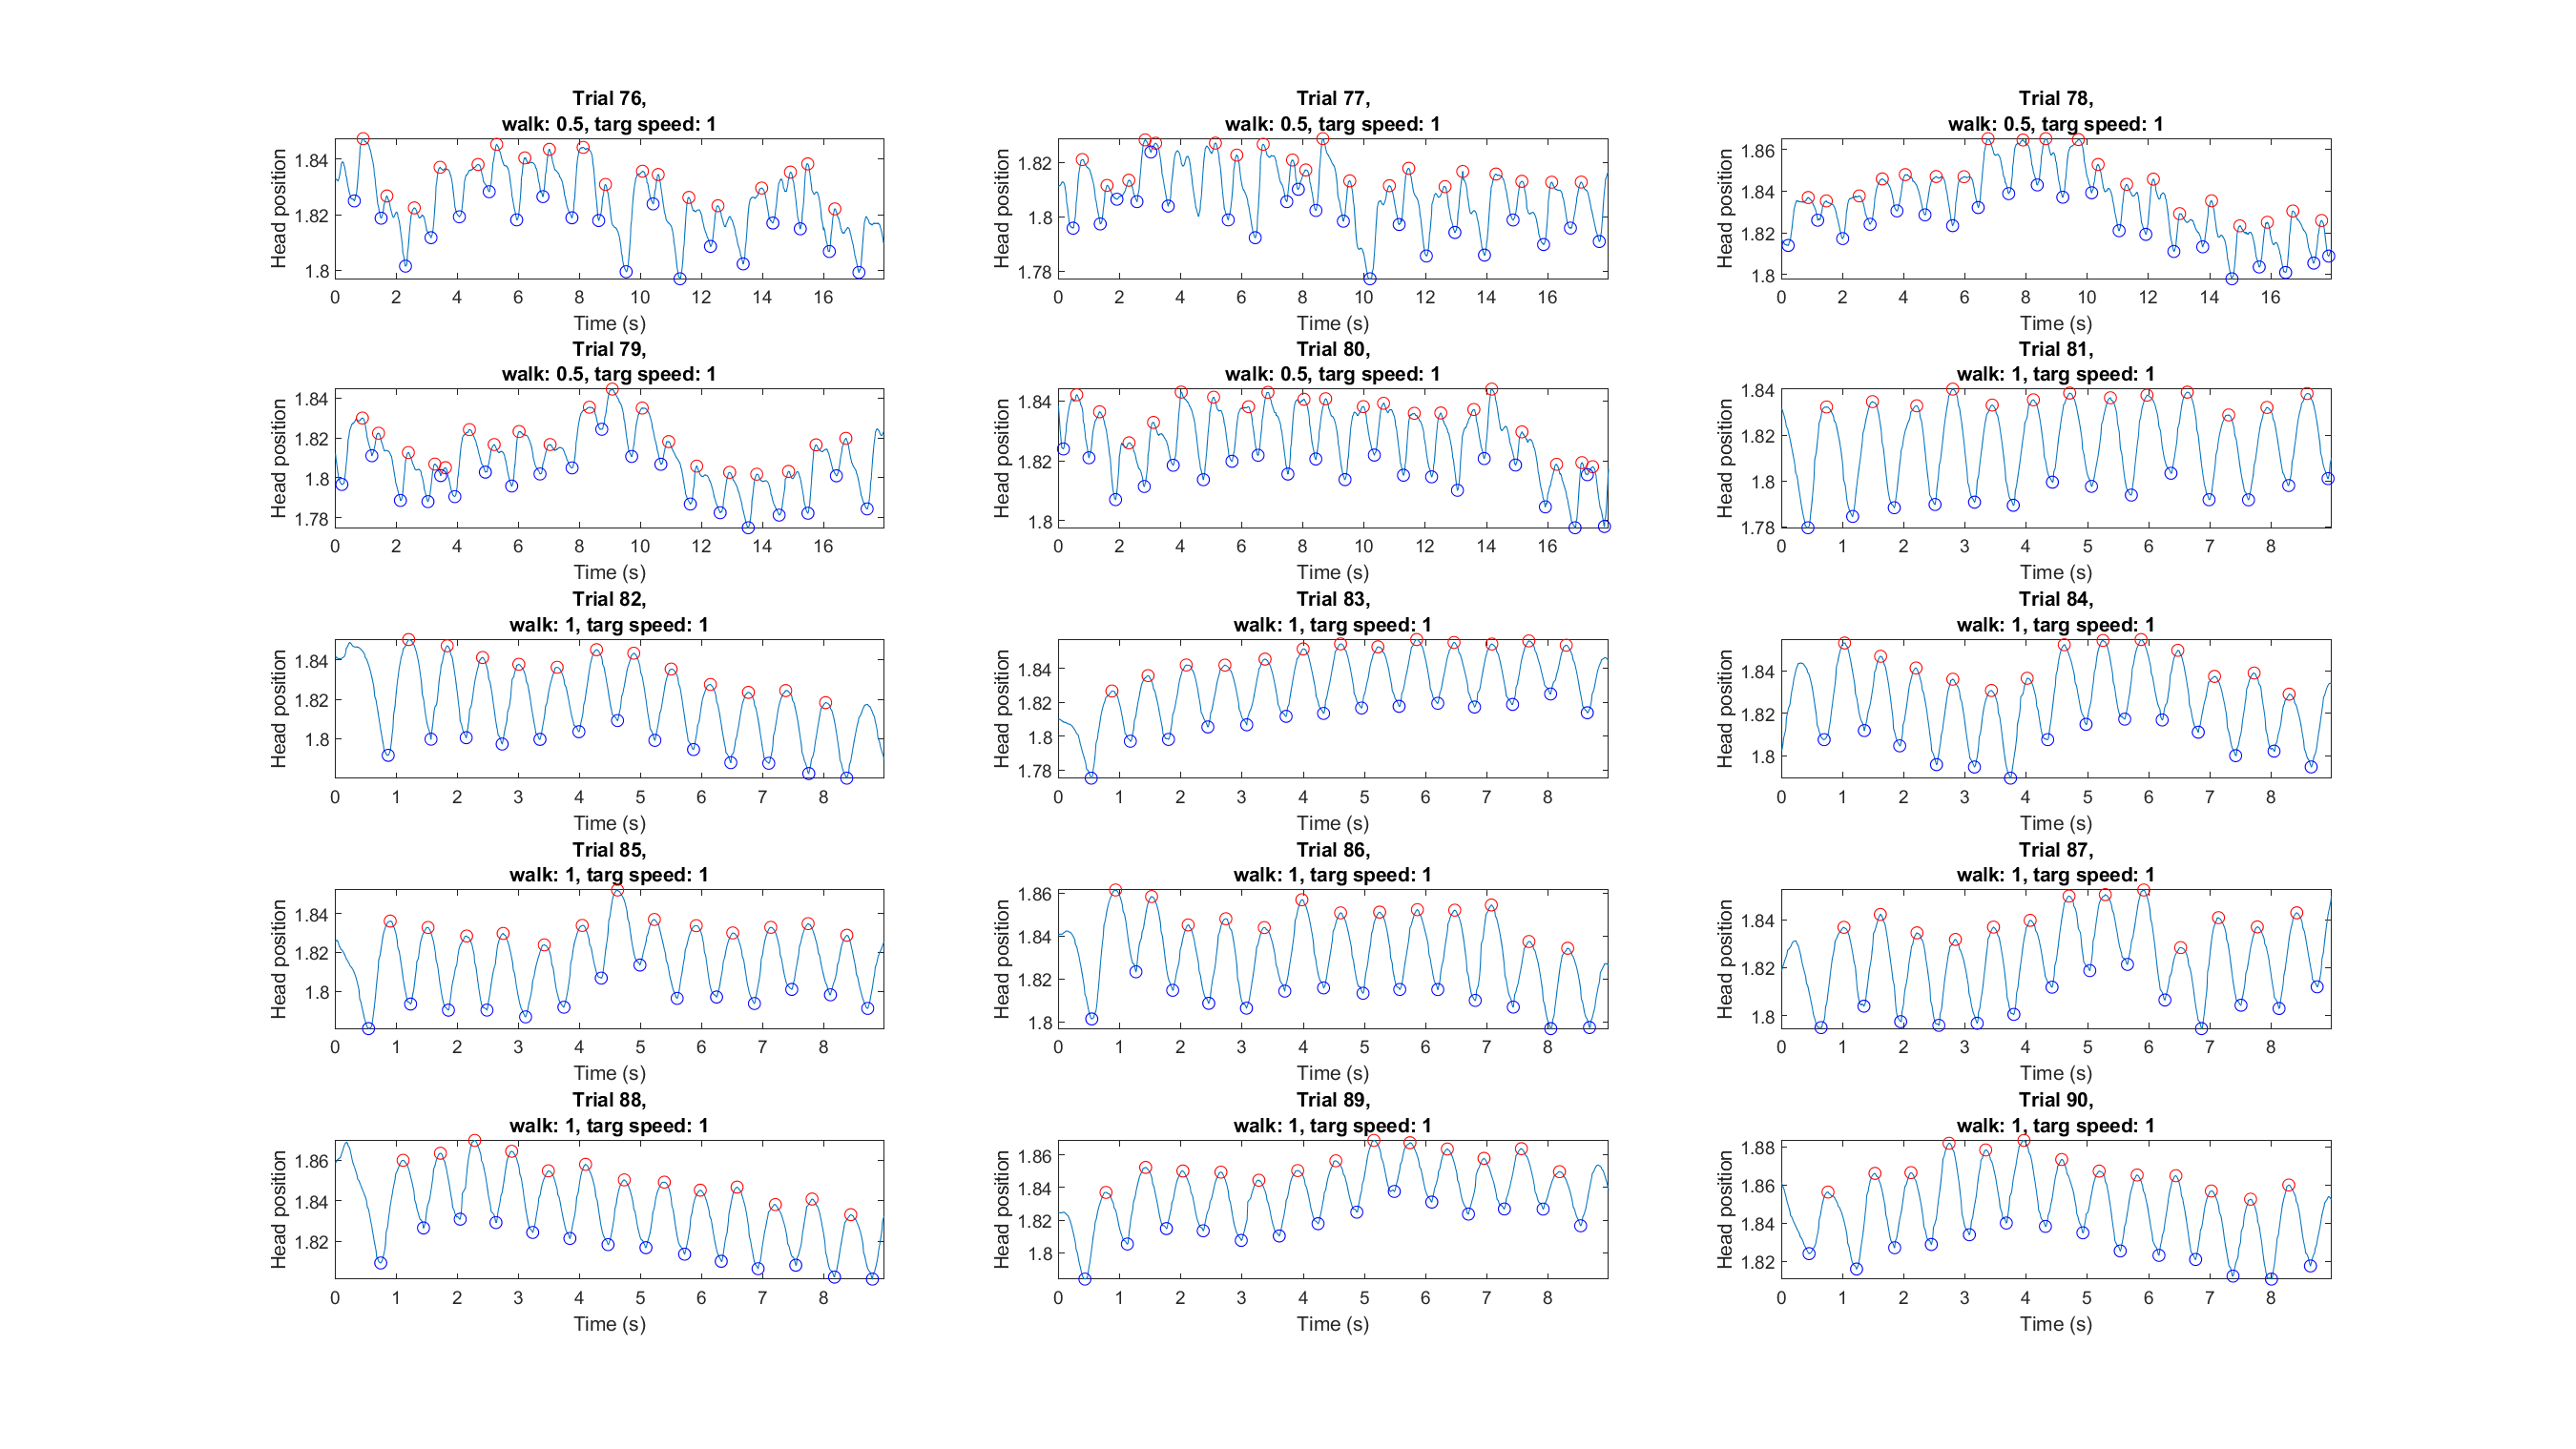 Trial 76,
walk: 0.5, targ speed: 1
Head position
1.84
1.82
1.8
0 2 4 6 8 10 12 14 16
Time (s)
Trial 77,
walk: 0.5, targ speed: 1
Head position
1.82
1.8
1.78
0 2 4 6 8 10 12 14 16
Time (s)
Trial 78,
walk: 0.5, targ speed: 1
Head position
1.86
1.84
1.82
1.8
0 2 4 6 8 10 12 14 16
Time (s)
Trial 79,
walk: 0.5, targ speed: 1
Head position
1.84
1.82
1.8
1.78
0 2 4 6 8 10 12 14 16
Time (s)
Trial 80,
walk: 0.5, targ speed: 1
Head position
1.84
1.82
1.8
0 2 4 6 8 10 12 14 16
Time (s)
Trial 81,
walk: 1, targ speed: 1
Head position
1.84
1.82
1.8
1.78
0 1 2 3 4 5 6 7 8
Time (s)
Trial 82,
walk: 1, targ speed: 1
Head position
1.84
1.82
1.8
0 1 2 3 4 5 6 7 8
Time (s)
Trial 83,
walk: 1, targ speed: 1
Head position
1.84
1.82
1.8
1.78
0 1 2 3 4 5 6 7 8
Time (s)
Trial 84,
walk: 1, targ speed: 1
Head position
1.84
1.82
1.8
0 1 2 3 4 5 6 7 8
Time (s)
Trial 85,
walk: 1, targ speed: 1
Head position
1.84
1.82
1.8
0 1 2 3 4 5 6 7 8
Time (s)
Trial 86,
walk: 1, targ speed: 1
Head position
1.86
1.84
1.82
1.8
0 1 2 3 4 5 6 7 8
Time (s)
Trial 87,
walk: 1, targ speed: 1
Head position
1.84
1.82
1.8
0 1 2 3 4 5 6 7 8
Time (s)
Trial 88,
walk: 1, targ speed: 1
Head position
1.86
1.84
1.82
0 1 2 3 4 5 6 7 8
Time (s)
Trial 89,
walk: 1, targ speed: 1
Head position
1.86
1.84
1.82
1.8
0 1 2 3 4 5 6 7 8
Time (s)
Trial 90,
walk: 1, targ speed: 1
Head position
1.88
1.86
1.84
1.82
0 1 2 3 4 5 6 7 8
Time (s)